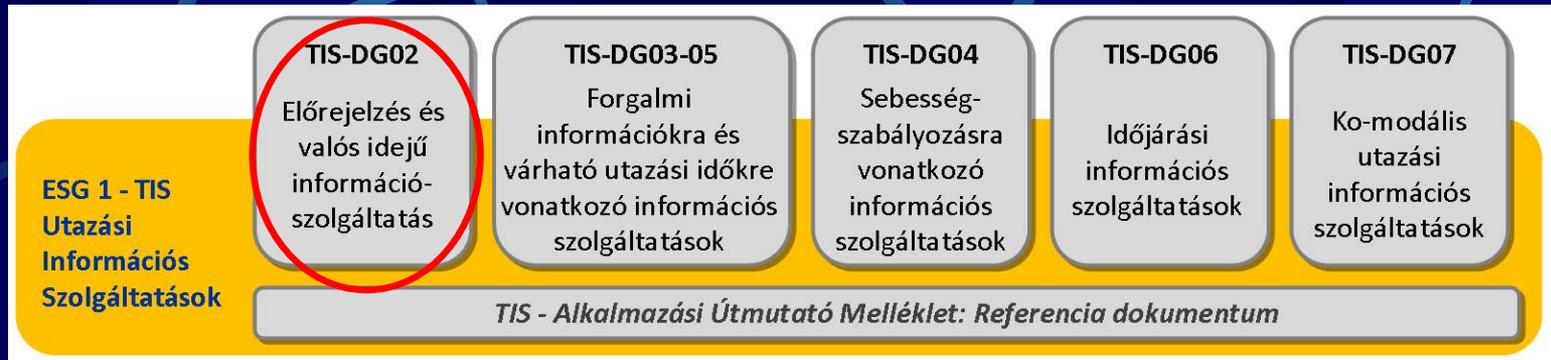 ESG 1 - TIS
Utazási
Információs
Szolgáltatások
TIS-DG02
Előrejelzés és
valós idejű
információ-
szolgáltatás
TIS-DG03-05
Forgalmi
információkra és
várható utazási időkre
vonatkozó információs
szolgáltatások
TIS-DG04
Sebesség-
szabályozásra
vonatkozó
információs
szolgáltatások
TIS-DG06
Időjárási
információs
szolgáltatások
TIS-DG07
Ko-modális
utazási
információs
szolgáltatások
TIS - Alkalmazási Útmutató Melléklet: Referencia dokumentum